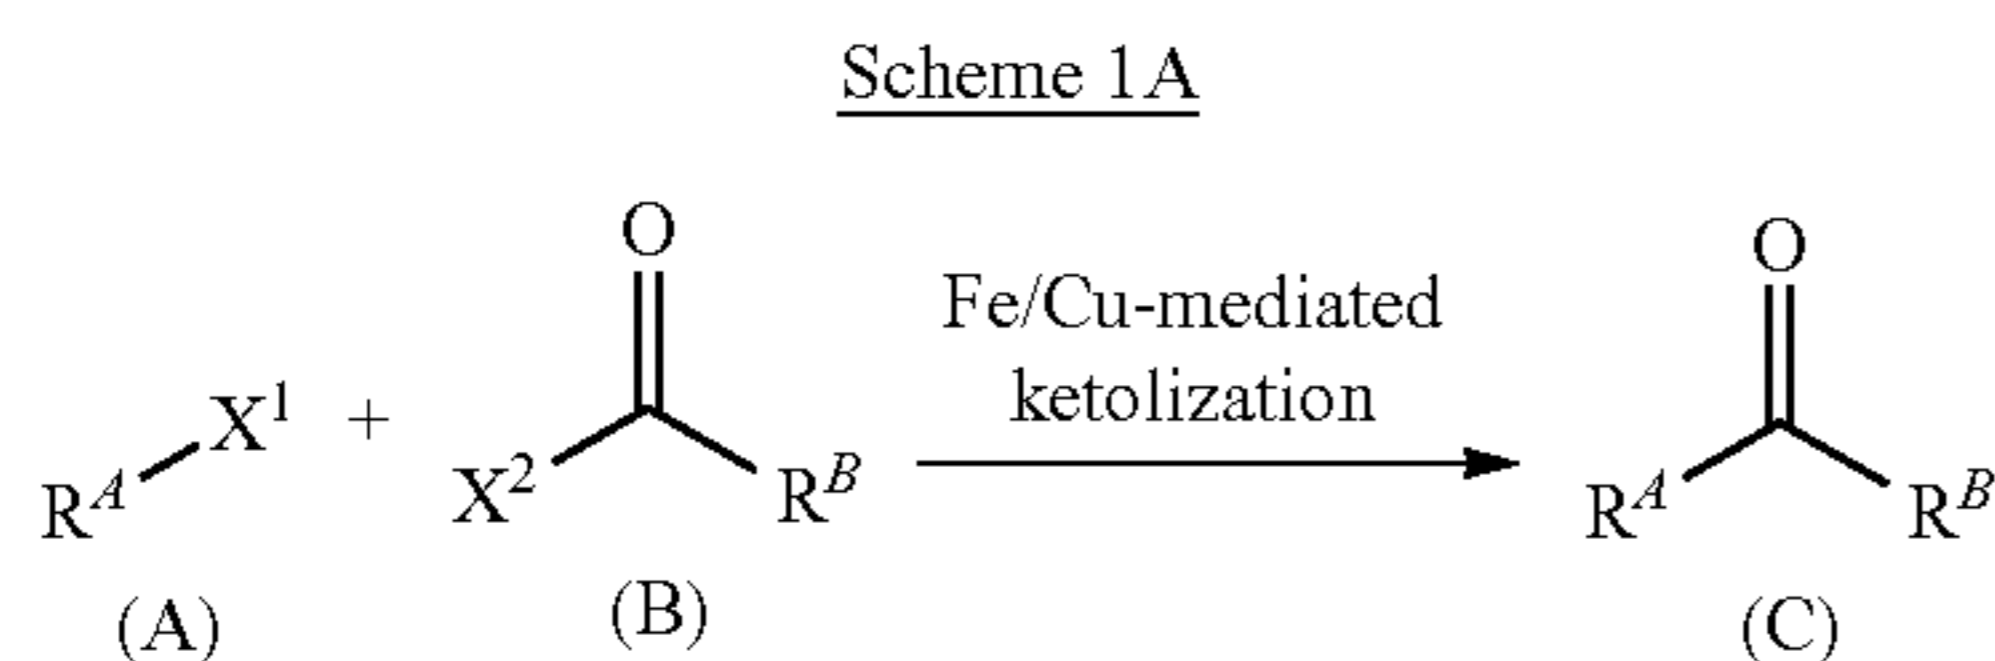 Scheme 1A
O
O
Fe/Cu-mediated
ketolization
R^A X^1 + X^2 R^B
R^A R^B
(A) (B) (C)